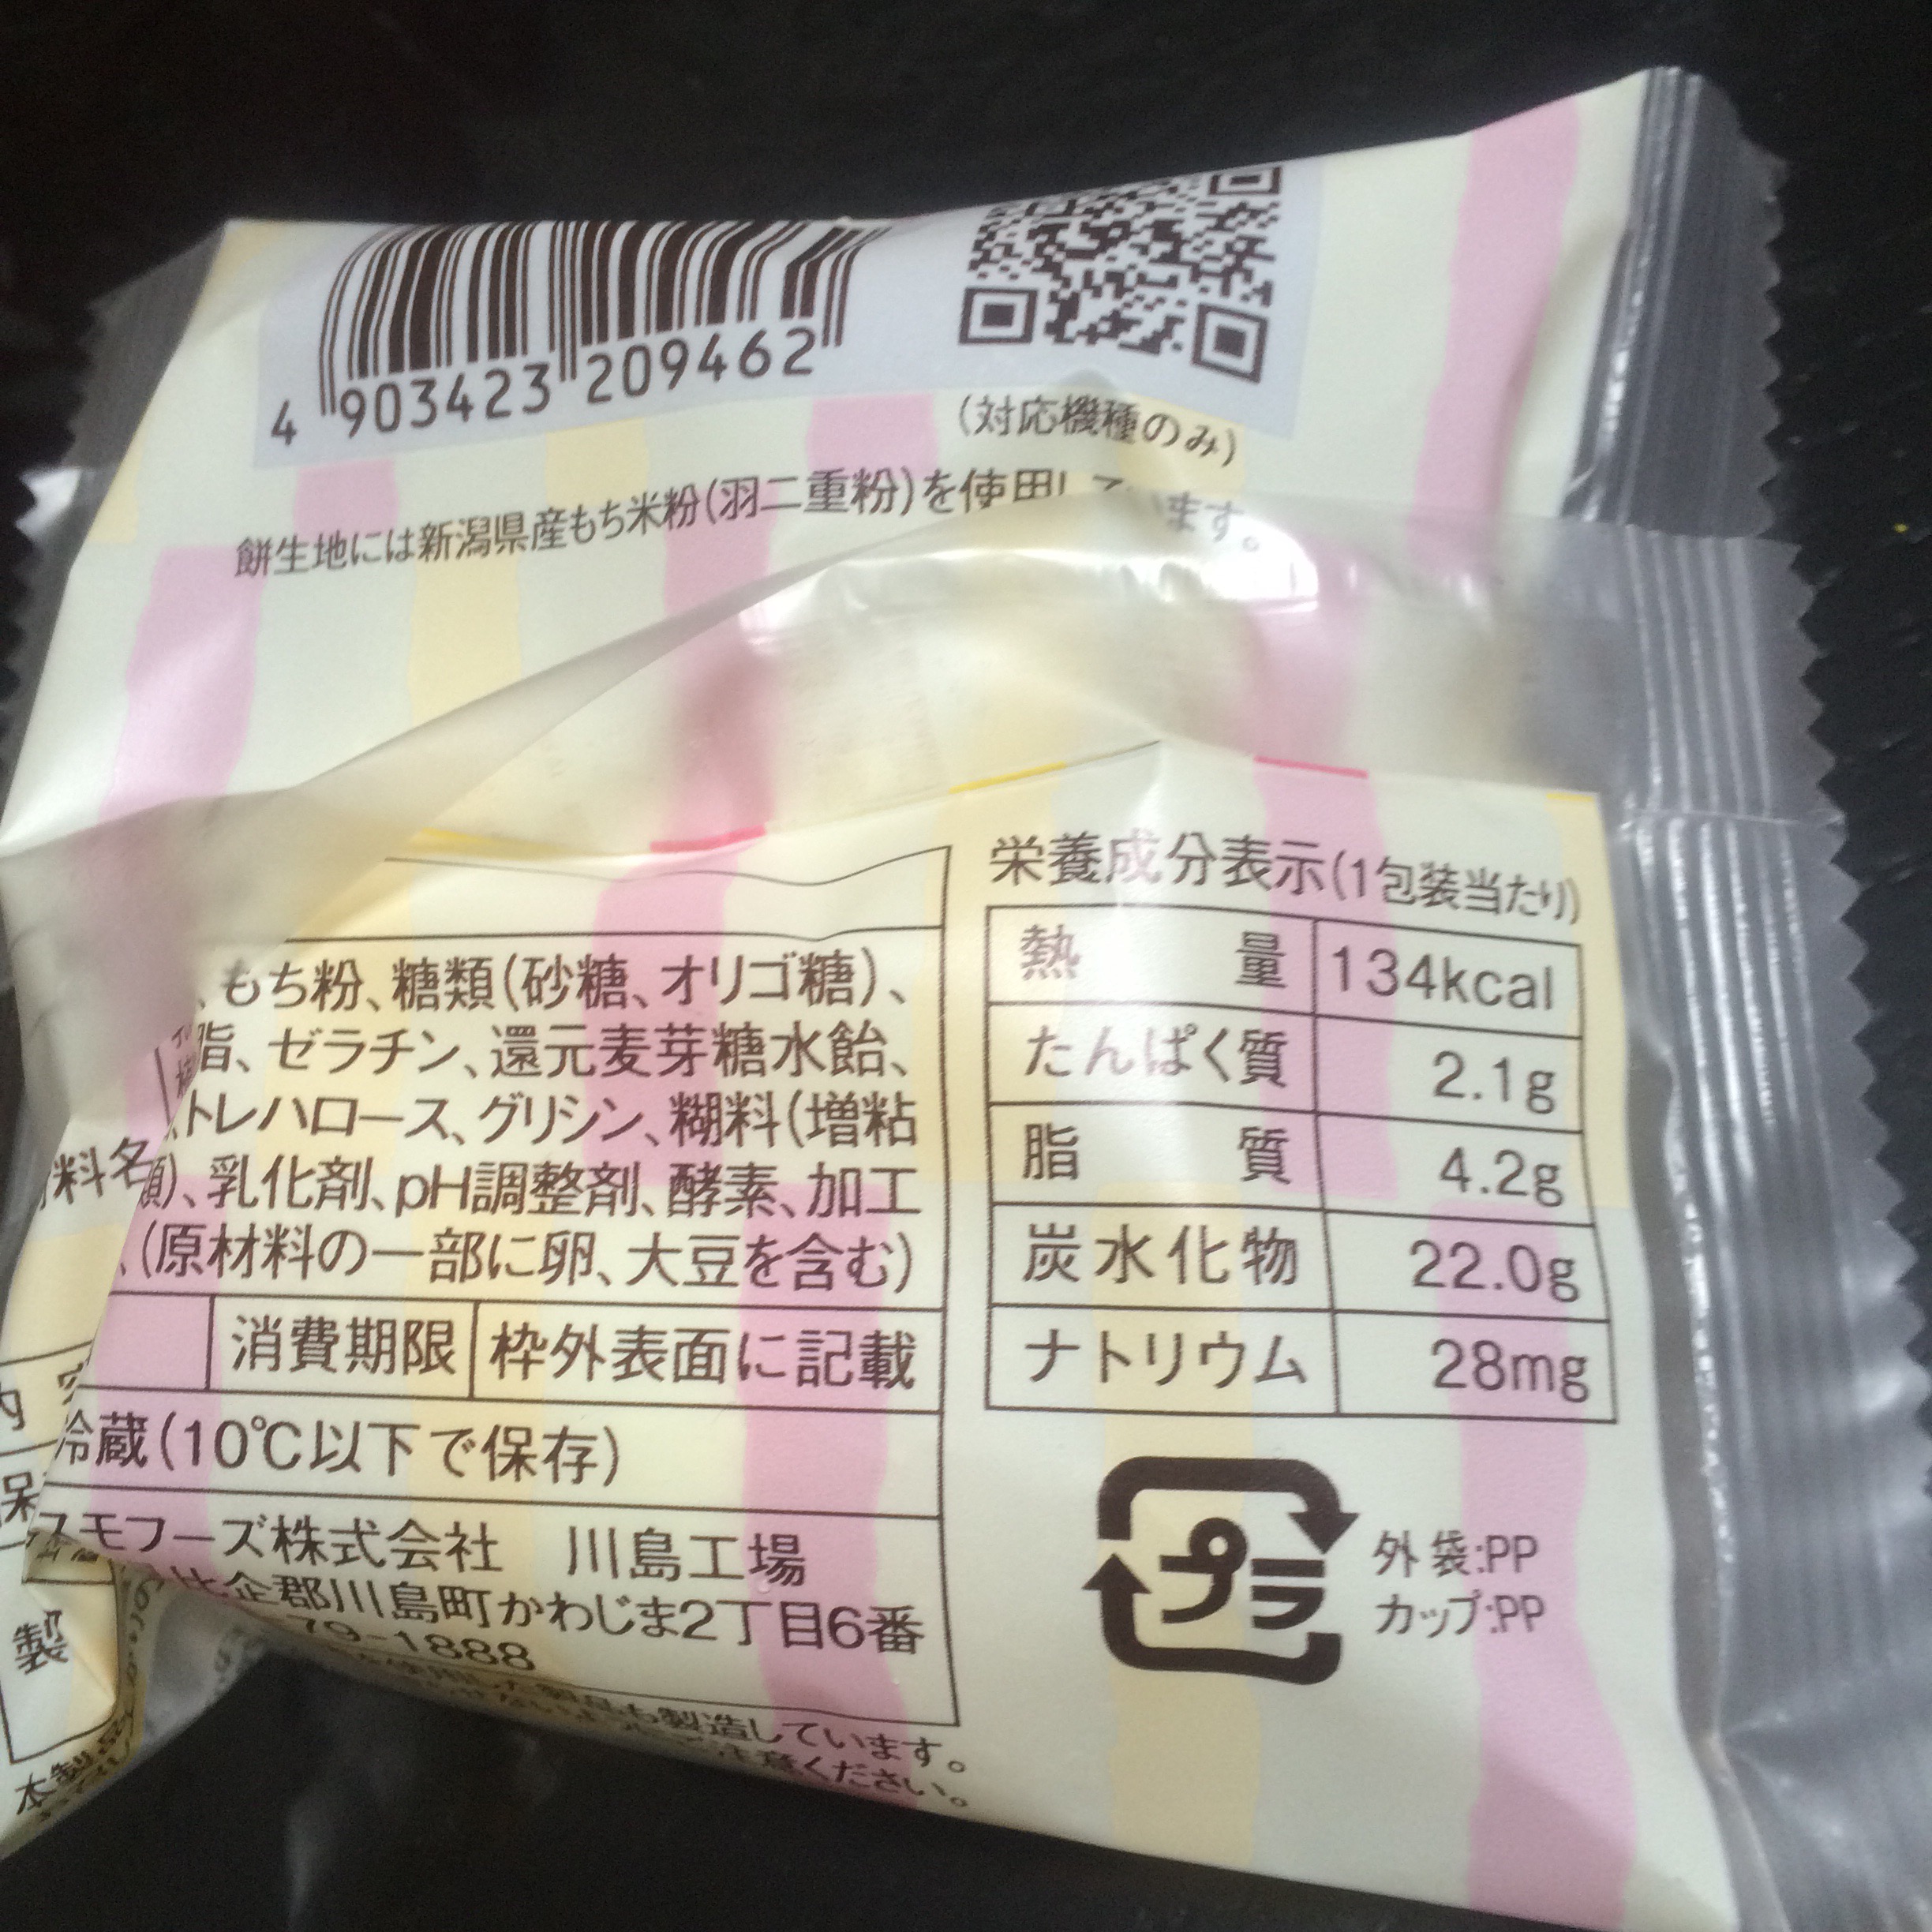 4 903423 209462
(対応機種のみ)
餅生地には新潟県産もち米粉(羽二重粉)を使用しています。
栄養成分表示(1包装当たり)
熱量 134kcal
たんぱく質 2.1g
脂質 4.2g
炭水化物 22.0g
ナトリウム 28mg
、もち粉、糖類(砂糖、オリゴ糖)、
脂、ゼラチン、還元麦芽糖水飴、
トレハロース、グリシン、糊料(増粘
料名 類)、乳化剤、pH調整剤、酵素、加工
、(原材料の一部に卵、大豆を含む)
内 消費期限 枠外表面に記載
保 冷蔵(10℃以下で保存)
スモフーズ株式会社 川島工場
製 比企郡川島町かわじま2丁目6番
79-1888
本製品 も製造しています。
注意ください。
プラ
外袋:PP
カップ:PP